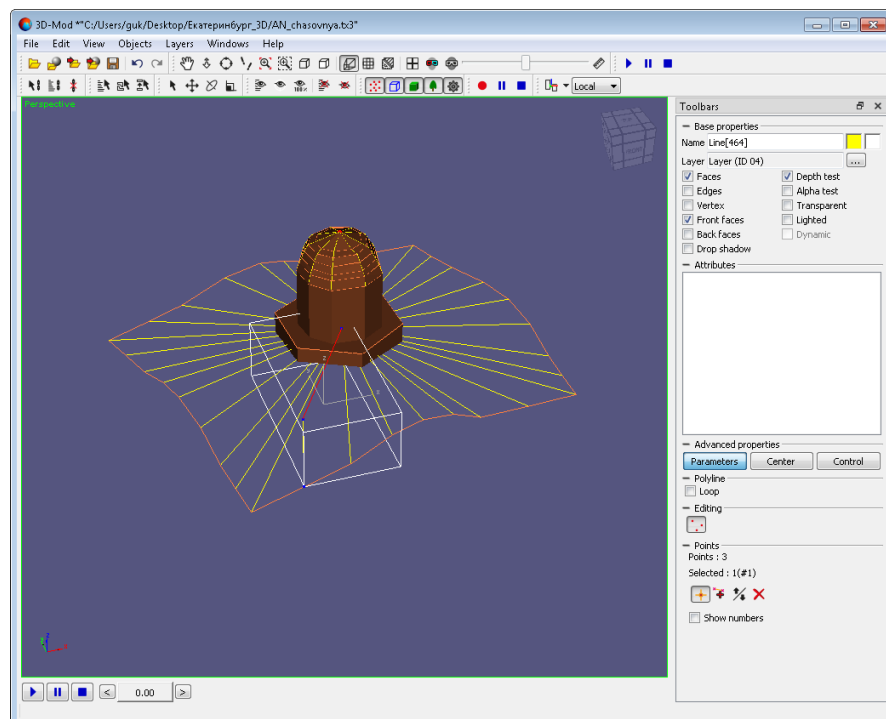 3D-Mod *"C:/Users/guk/Desktop/Екатеринбург_3D/AN_chasovnya.tx3"
File Edit View Objects Layers Windows Help
Local
Perspective
Toolbars
Base properties
Name Line[464]
Layer Layer (ID 04) ...
Faces Depth test
Edges Alpha test
Vertex Transparent
Front faces Lighted
Back faces Dynamic
Drop shadow
Attributes
Advanced properties
Parameters Center Control
Polyline
Loop
Editing
Points
Points : 3
Selected : 1(#1)
Show numbers
< 0.00 >